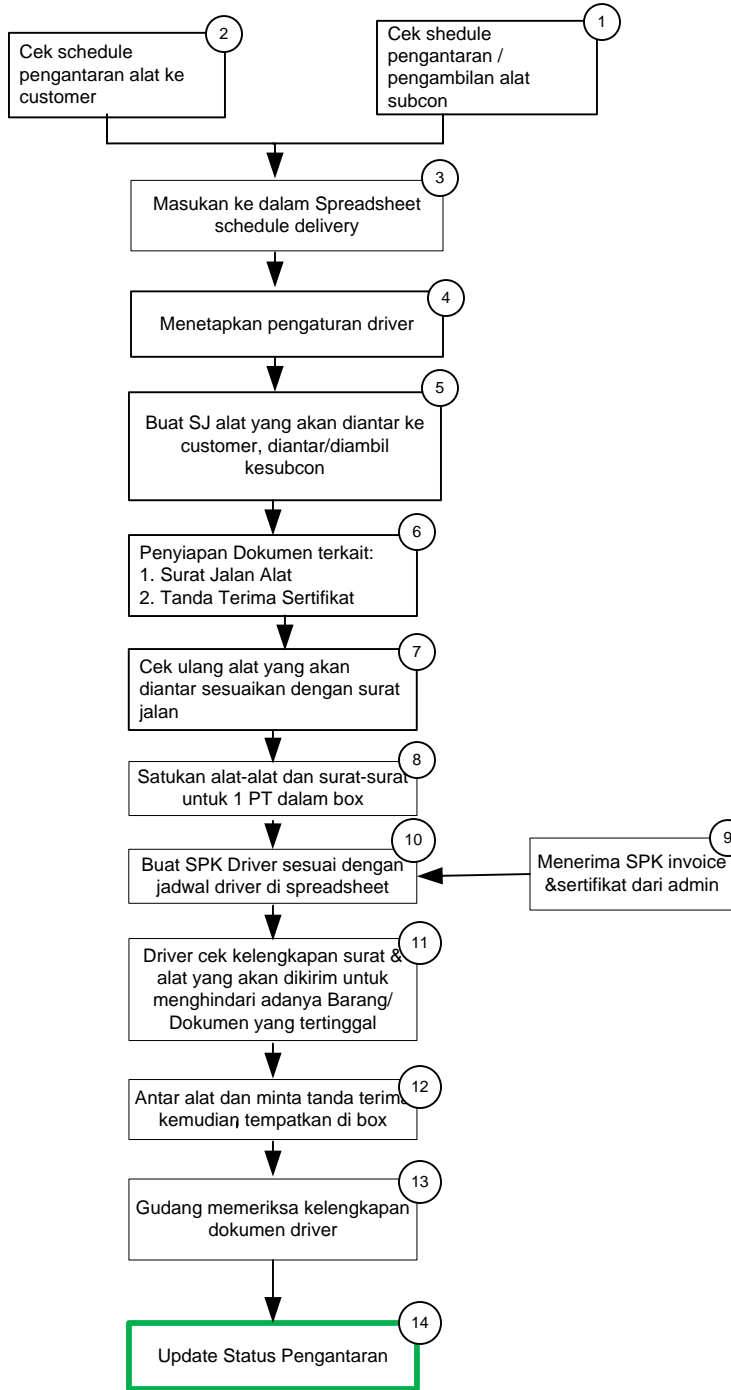 2
Cek schedule
pengantaran alat ke
customer
1
Cek shedule
pengantaran /
pengambilan alat
subcon
3
Masukan ke dalam Spreadsheet
schedule delivery
4
Menetapkan pengaturan driver
5
Buat SJ alat yang akan diantar ke
customer, diantar/diambil
kesubcon
6
Penyiapan Dokumen terkait:
1. Surat Jalan Alat
2. Tanda Terima Sertifikat
7
Cek ulang alat yang akan
diantar sesuaikan dengan surat
jalan
8
Satukan alat-alat dan surat-surat
untuk 1 PT dalam box
9
Menerima SPK invoice
&sertifikat dari admin
10
Buat SPK Driver sesuai dengan
jadwal driver di spreadsheet
11
Driver cek kelengkapan surat &
alat yang akan dikirim untuk
menghindari adanya Barang/
Dokumen yang tertinggal
12
Antar alat dan minta tanda terima
kemudian, tempatkan di box
13
Gudang memeriksa kelengkapan
dokumen driver
14
Update Status Pengantaran